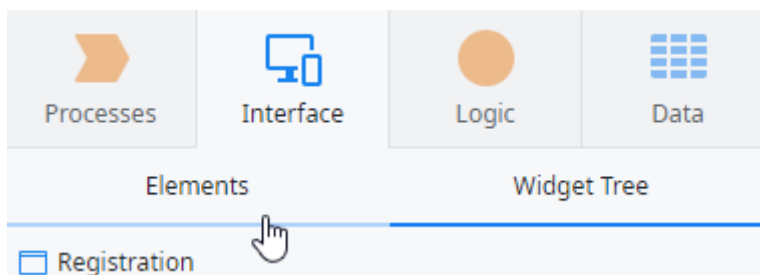 Processes Interface Logic Data
Elements Widget Tree
Registration